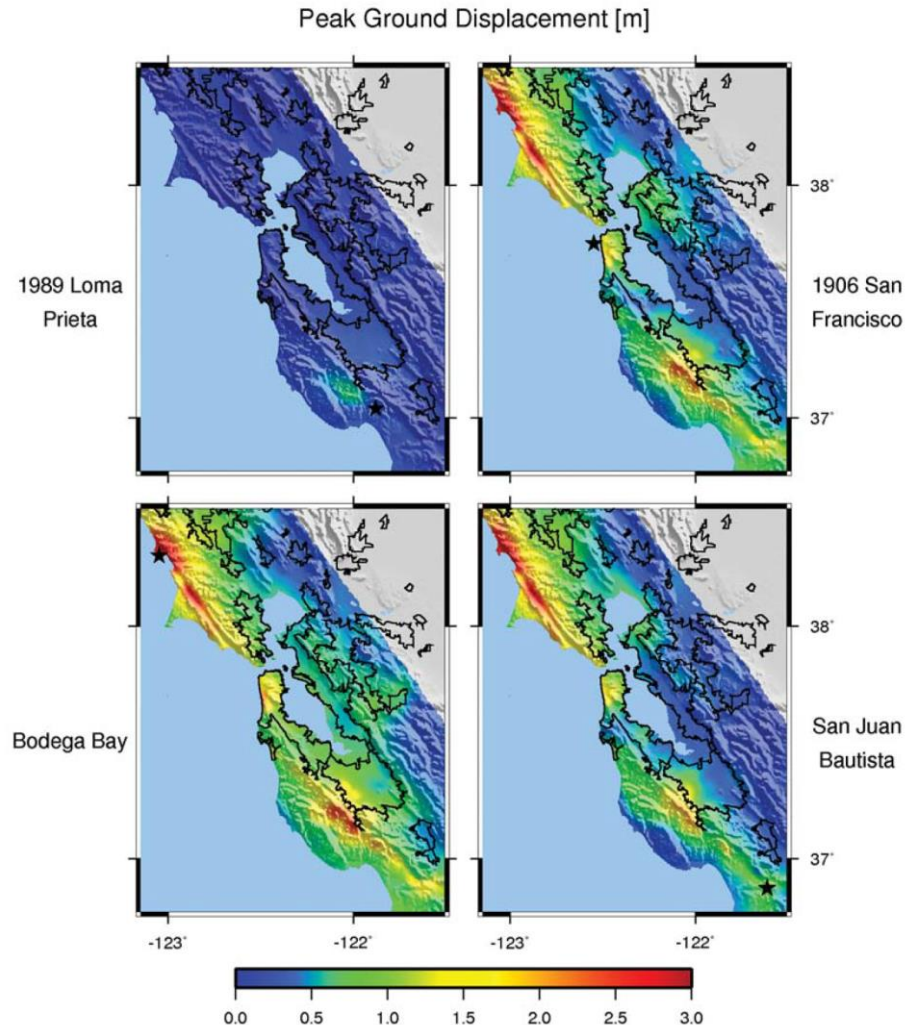 Peak Ground Displacement [m]
38°
1989 Loma
Prieta
1906 San
Francisco
37°
38°
Bodega Bay
San Juan
Bautista
37°
-123°
-122°
-123°
-122°
0.0
0.5
1.0
1.5
2.0
2.5
3.0